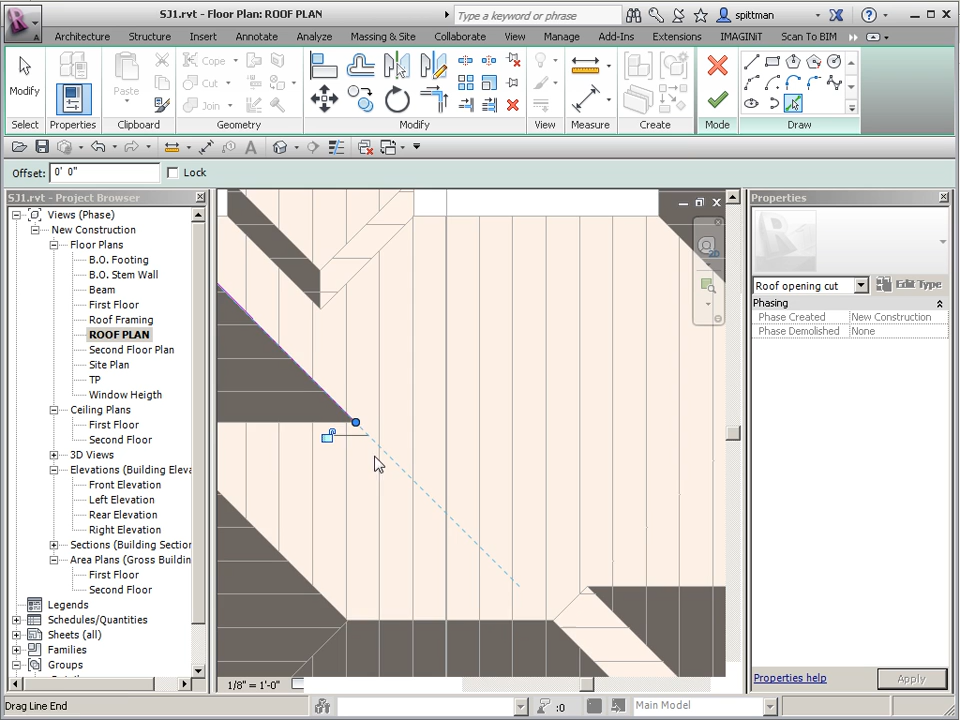 SJ1.rvt - Floor Plan: ROOF PLAN
Type a keyword or phrase
spittman
Architecture Structure Insert Annotate Analyze Massing & Site Collaborate View Manage Add-Ins Extensions IMAGINiT Scan To BIM
Modify
Paste
Cope
Cut
Join
Select Properties Clipboard Geometry Modify View Measure Create Mode Draw
Offset: 0' 0" Lock
SJ1.rvt - Project Browser
Views (Phase)
New Construction
Floor Plans
B.O. Footing
B.O. Stem Wall
Beam
First Floor
Roof Framing
ROOF PLAN
Second Floor Plan
Site Plan
TP
Window Heigth
Ceiling Plans
First Floor
Second Floor
3D Views
Elevations (Building Eleva
Front Elevation
Left Elevation
Rear Elevation
Right Elevation
Sections (Building Section
Area Plans (Gross Buildin
First Floor
Second Floor
Legends
Schedules/Quantities
Sheets (all)
Families
Groups
2D
1/8" = 1'-0"
Properties
Roof opening cut Edit Type
Phasing
Phase Created New Construction
Phase Demolished None
Properties help Apply
Drag Line End
:0
Main Model